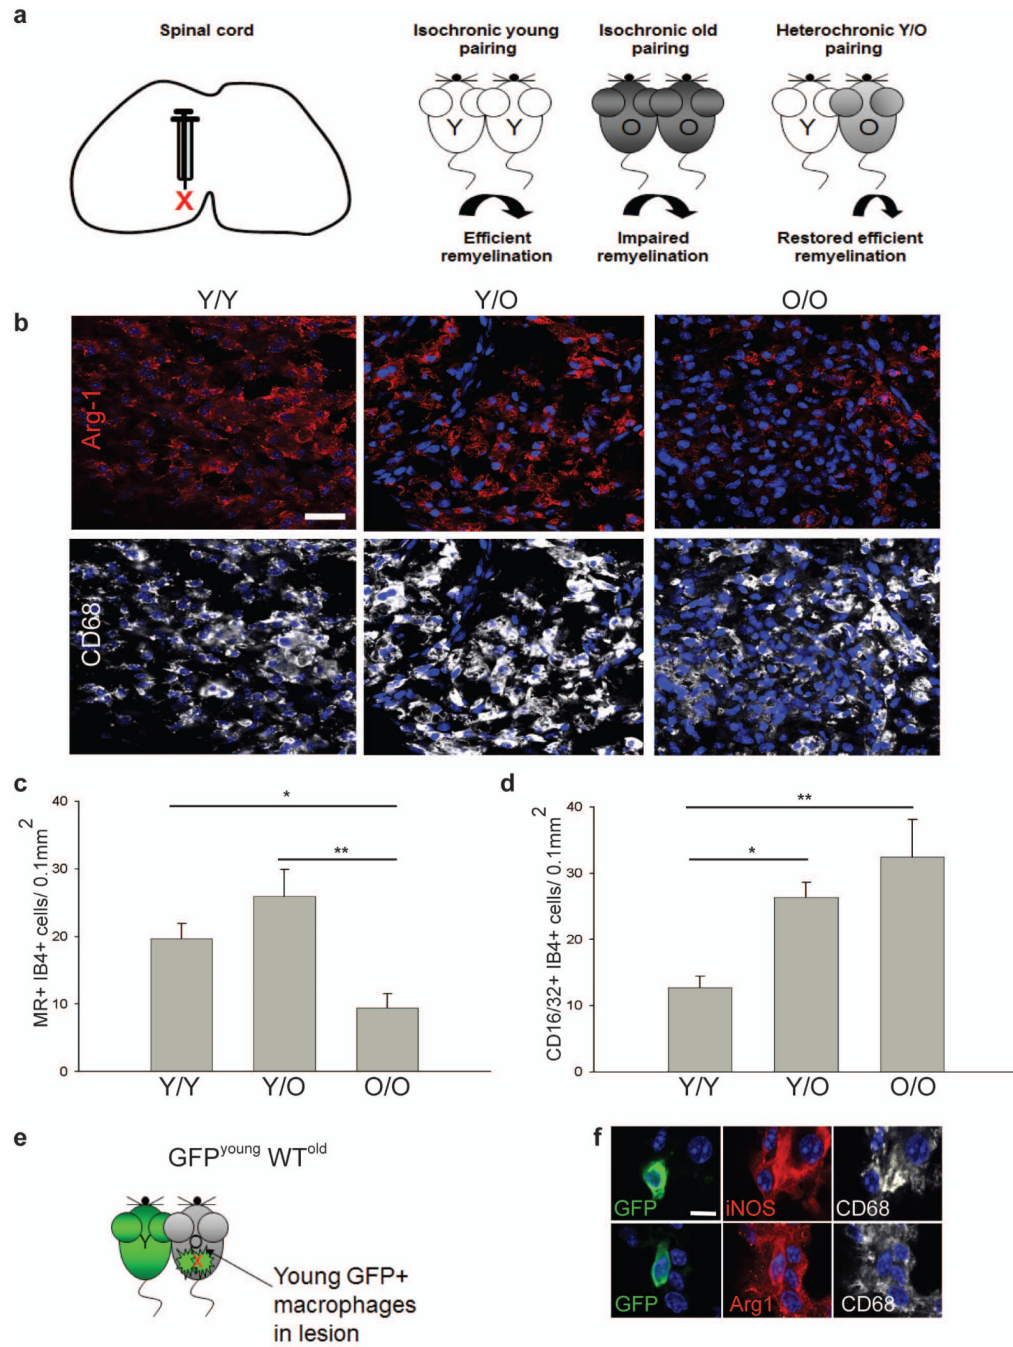 a
Spinal cord
X
Isochronic young
pairing
Isochronic old
pairing
Heterochronic Y/O
pairing
Y Y
O O
Y O
Efficient
remyelination
Impaired
remyelination
Restored efficient
remyelination
b
Y/Y Y/O O/O
Arg-1
CD68
c
MR+ IB4+ cells/ 0.1mm²
40
30
20
10
0
*
**
Y/Y Y/O O/O
d
CD16/32+ IB4+ cells/ 0.1mm²
40
30
20
10
0
**
*
Y/Y Y/O O/O
e
GFPyoung WTold
Y O
X
Young GFP+
macrophages
in lesion
f
GFP iNOS CD68
GFP Arg1 CD68